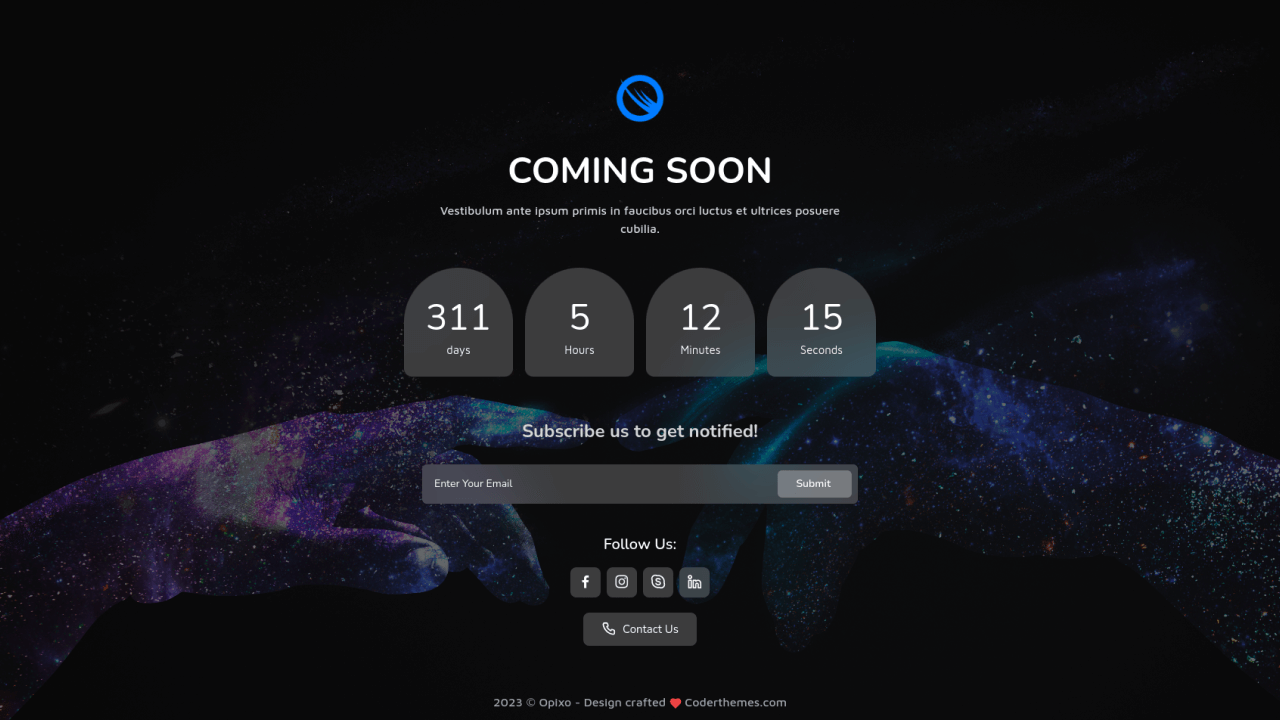 COMING SOON
Vestibulum ante ipsum primis in faucibus orci luctus et ultrices posuere
cubilia.
311 5 12 15
days Hours Minutes Seconds
Subscribe us to get notified!
Enter Your Email Submit
Follow Us:
Contact Us
2023 © Opixo - Design crafted ❤ Coderthemes.com